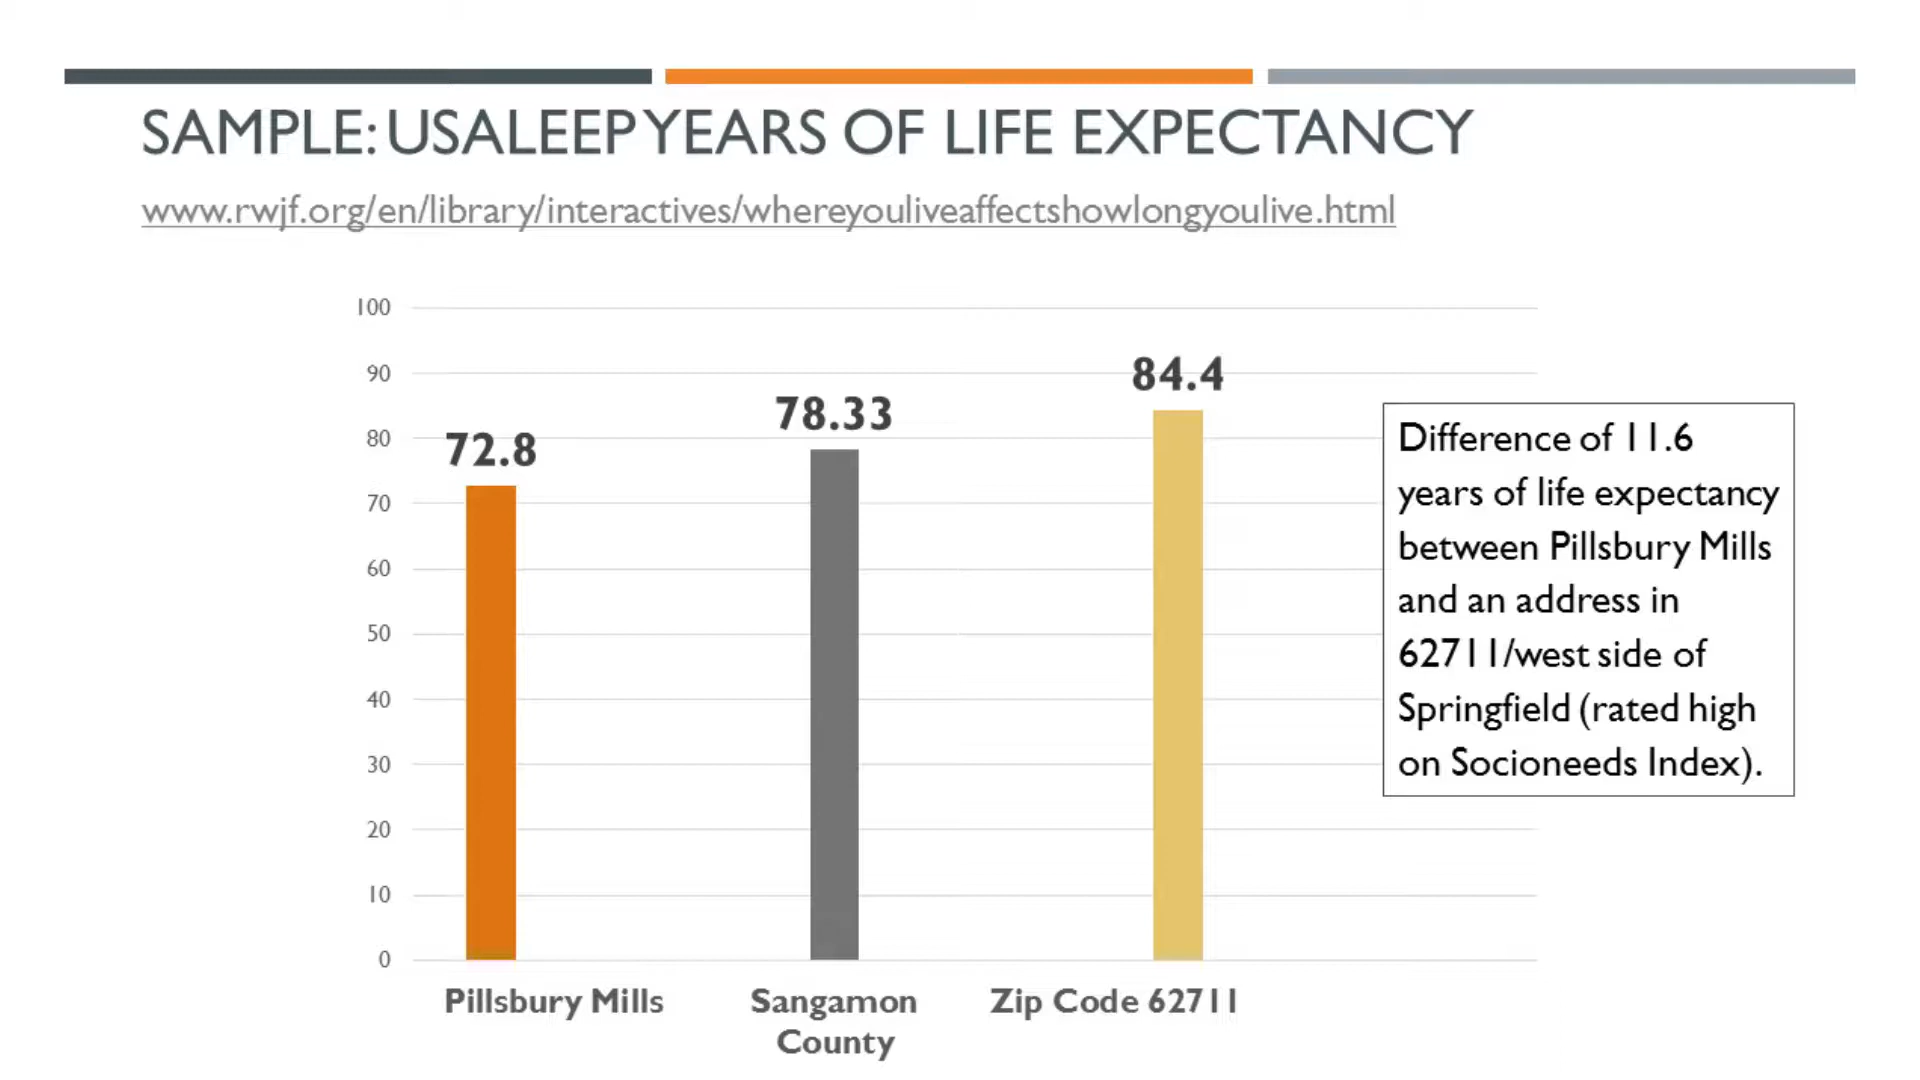 SAMPLE: USALEEP YEARS OF LIFE EXPECTANCY
www.rwjf.org/en/library/interactives/whereyouliveaffectshowlongyoulive.html
100
90
80
70
60
50
40
30
20
10
0
72.8
78.33
84.4
Pillsbury Mills
Sangamon
County
Zip Code 62711
Difference of 11.6
years of life expectancy
between Pillsbury Mills
and an address in
62711/west side of
Springfield (rated high
on Socioneeds Index).